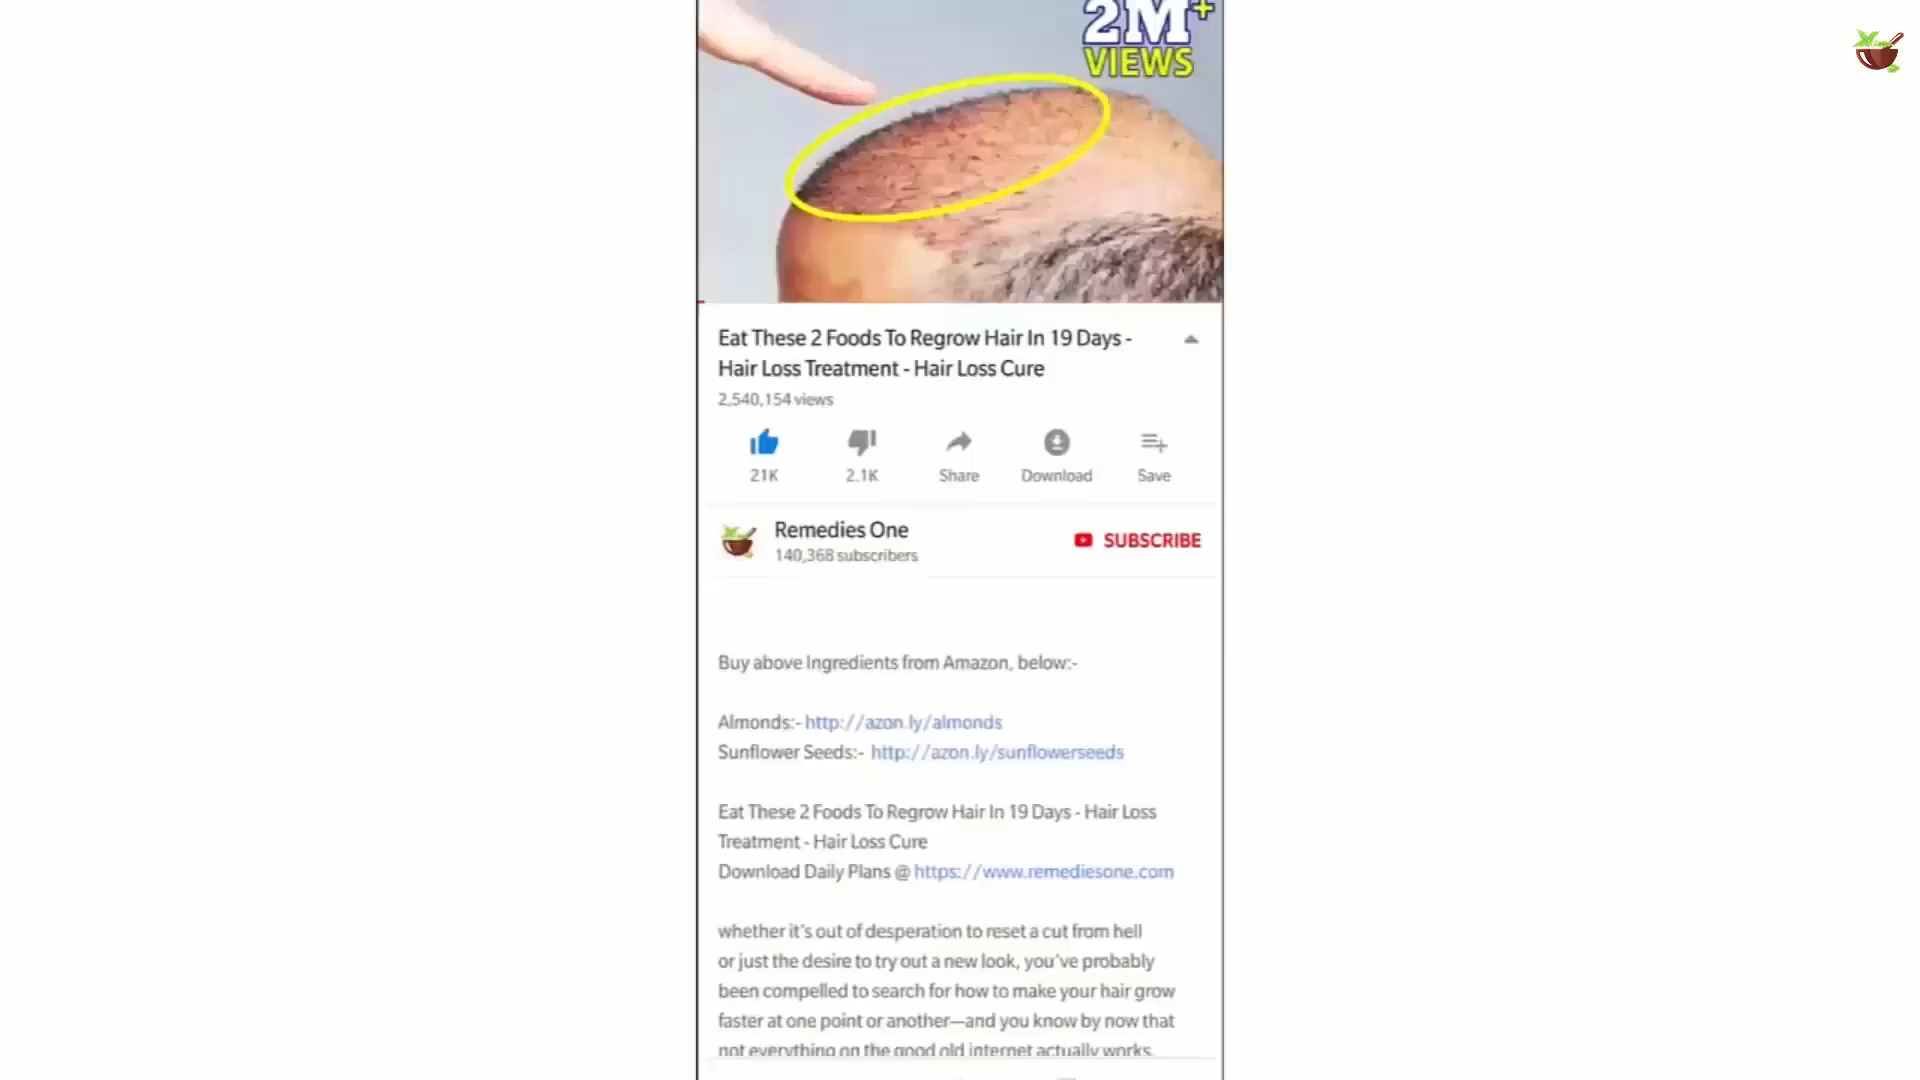 2M+
VIEWS
Eat These 2 Foods To Regrow Hair In 19 Days -
Hair Loss Treatment - Hair Loss Cure
2,540,154 views
21K
2.1K
Share
Download
Save
Remedies One
140,368 subscribers
SUBSCRIBE
Buy above Ingredients from Amazon, below:-
Almonds:- http://azon.ly/almonds
Sunflower Seeds:- http://azon.ly/sunflowerseeds
Eat These 2 Foods To Regrow Hair In 19 Days - Hair Loss
Treatment - Hair Loss Cure
Download Daily Plans @ https://www.remediesone.com
whether it's out of desperation to reset a cut from hell
or just the desire to try out a new look, you've probably
been compelled to search for how to make your hair grow
faster at one point or another—and you know by now that
not everything on the good old internet actually works.